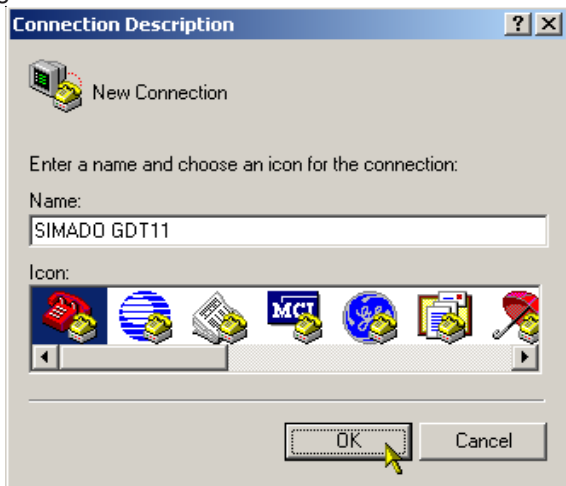 Connection Description
New Connection
Enter a name and choose an icon for the connection:
Name:
SIMADO GDT11
Icon:
MCI
OK
Cancel